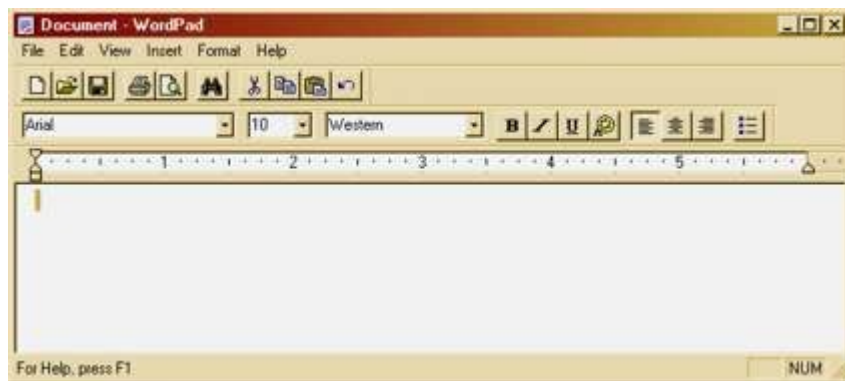 Document - WordPad
File Edit View Insert Format Help
Arial 10 Western B / U
1 2 3 4 5
For Help, press F1 NUM